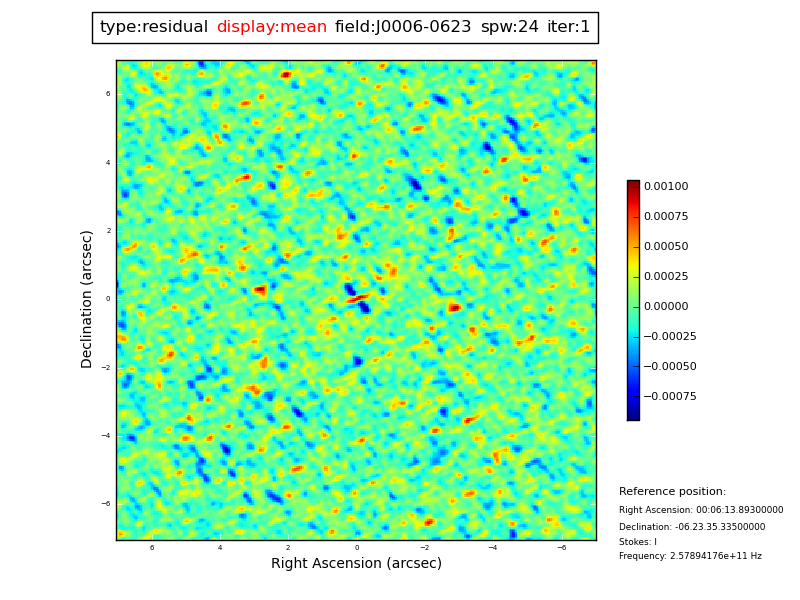 type:residual display:mean field:J0006-0623 spw:24 iter:1
6
4
2
0
−2
−4
−6
6
4
2
0
−2
−4
−6
Declination (arcsec)
Right Ascension (arcsec)
0.00100
0.00075
0.00050
0.00025
0.00000
−0.00025
−0.00050
−0.00075
Reference position:
Right Ascension: 00:06:13.89300000
Declination: -06.23.35.33500000
Stokes: I
Frequency: 2.57894176e+11 Hz